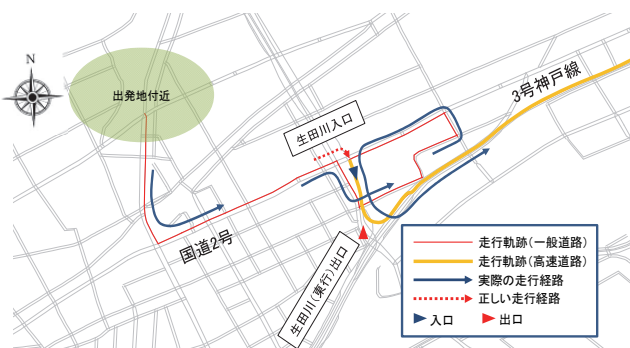 N
出発地付近
生田川入口
3号神戸線
国道2号
生田川(東行)出口
走行軌跡(一般道路)
走行軌跡(高速道路)
実際の走行経路
正しい走行経路
入口 出口